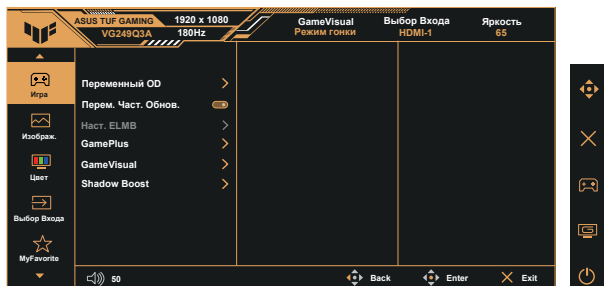 ASUS TUF GAMING 1920 x 1080 GameVisual Выбор Входа Яркость
VG249Q3A 180Hz Режим гонки HDMI-1 65
Игра
Изображ.
Цвет
Выбор Входа
MyFavorite
Переменный OD
Перем. Част. Обнов.
Наст. ELMB
GamePlus
GameVisual
Shadow Boost
50 Back Enter Exit